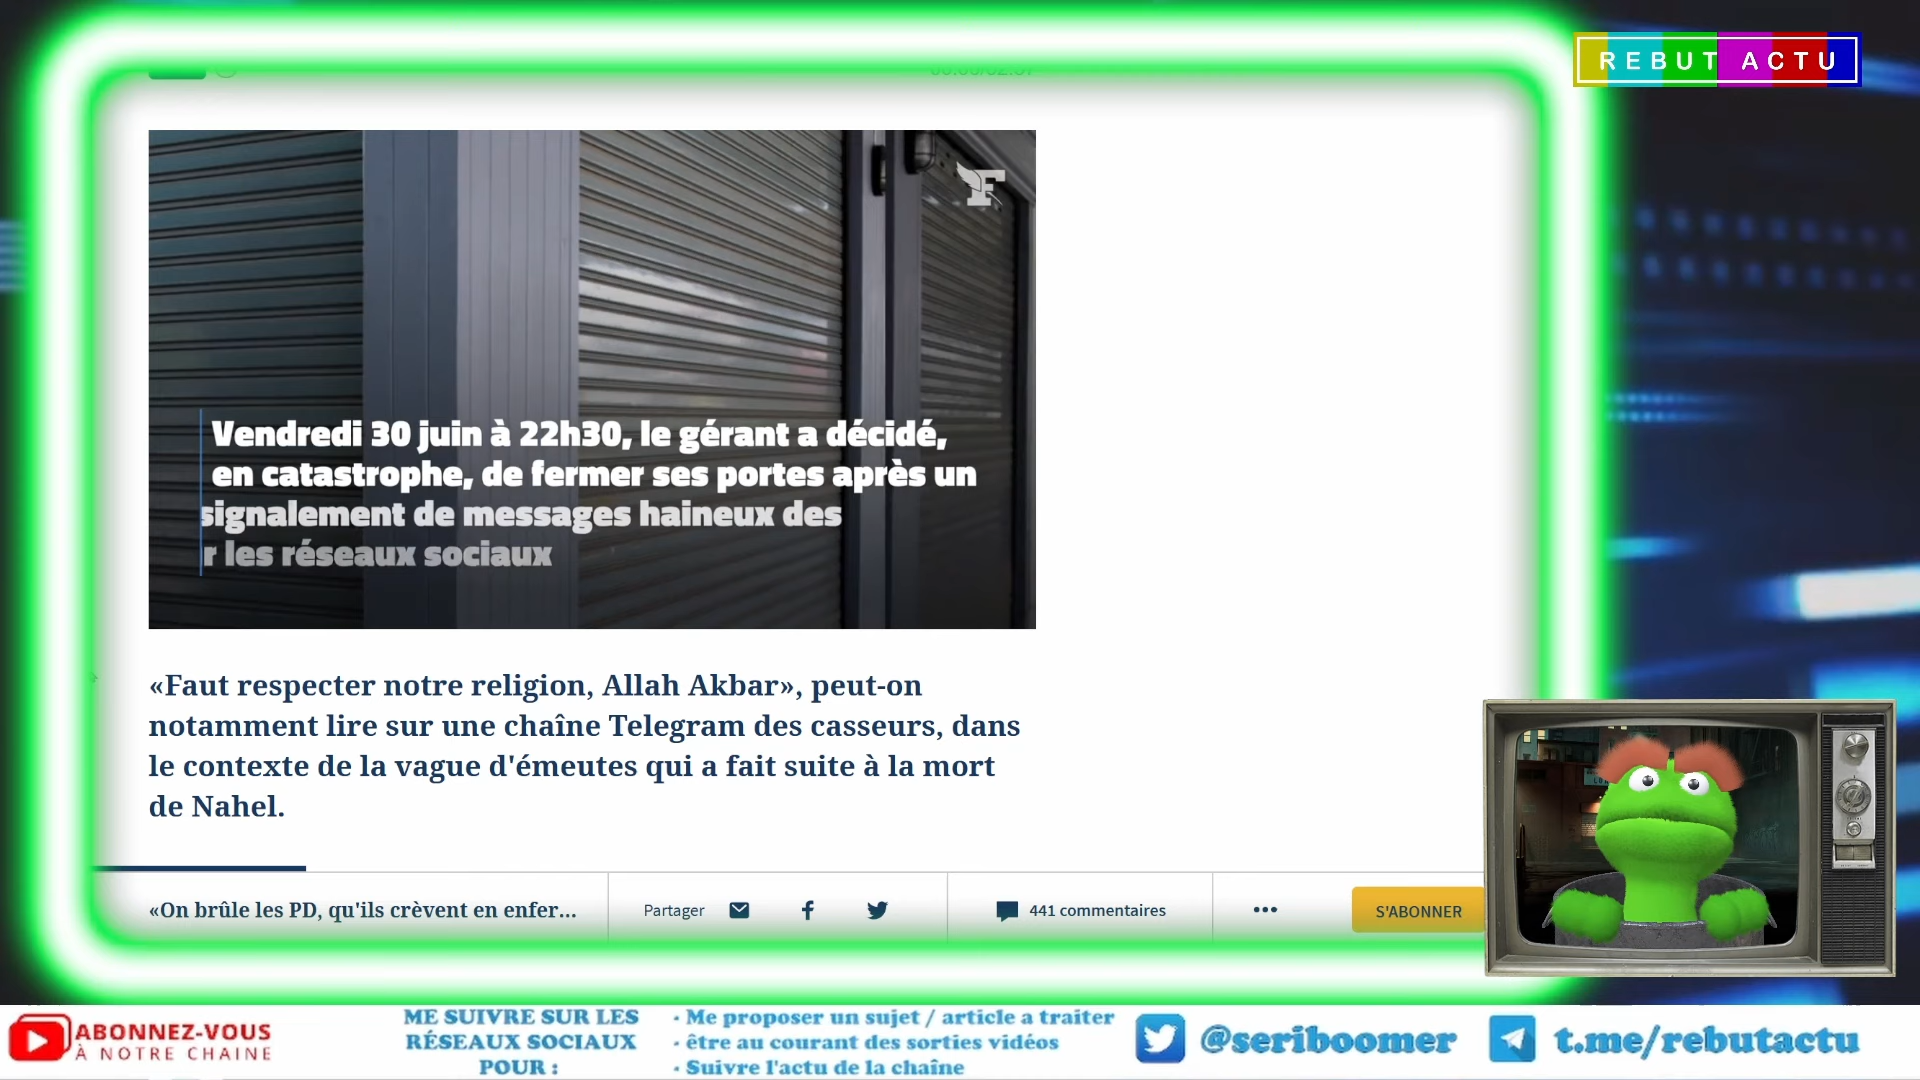 REBUT ACTU
Vendredi 30 juin à 22h30, le gérant a décidé,
en catastrophe, de fermer ses portes après un
signalement de messages haineux des
r les réseaux sociaux
«Faut respecter notre religion, Allah Akbar», peut-on
notamment lire sur une chaîne Telegram des casseurs, dans
le contexte de la vague d'émeutes qui a fait suite à la mort
de Nahel.
«On brûle les PD, qu'ils crèvent en enfer...
Partager
441 commentaires
S'ABONNER
ABONNEZ-VOUS
À NOTRE CHAINE
ME SUIVRE SUR LES
RÉSEAUX SOCIAUX
POUR :
- Me proposer un sujet / article a traiter
- être au courant des sorties vidéos
- Suivre l'actu de la chaîne
@seriboomer
t.me/rebutactu